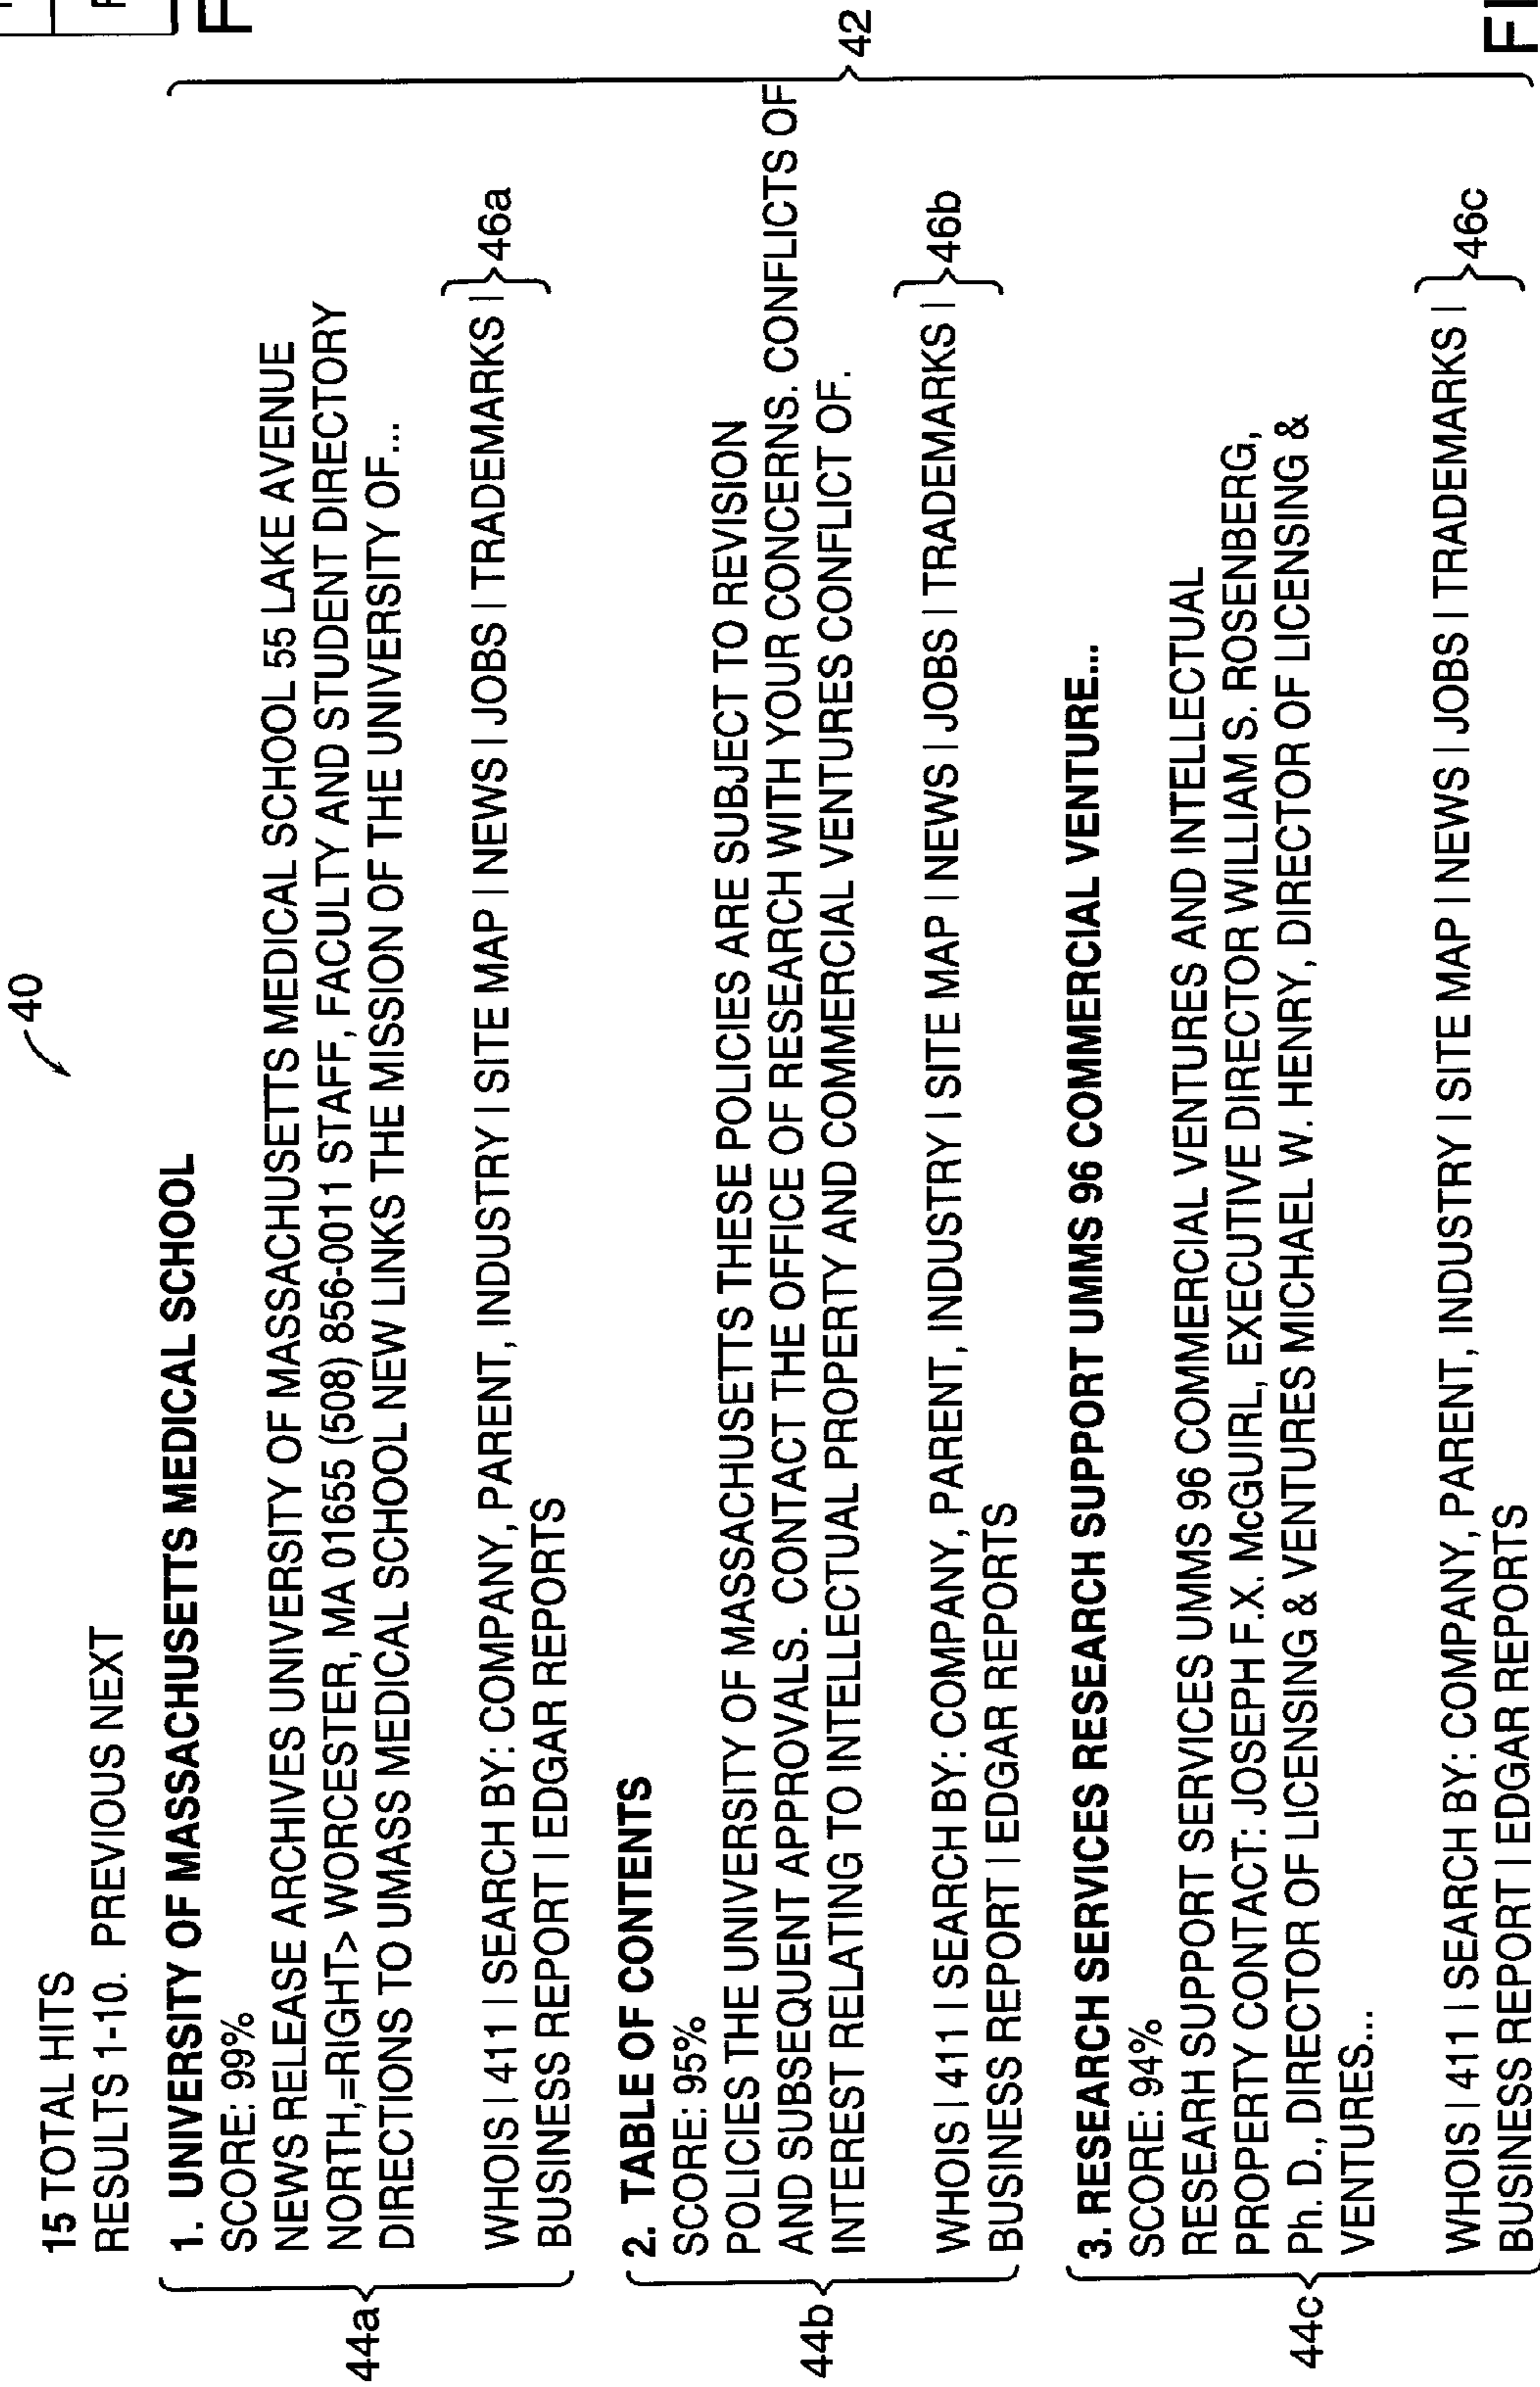 40
15 TOTAL HITS
RESULTS 1-10. PREVIOUS NEXT
1. UNIVERSITY OF MASSACHUSETTS MEDICAL SCHOOL
SCORE: 99%
NEWS RELEASE ARCHIVES UNIVERSITY OF MASSACHUSETTS MEDICAL SCHOOL 55 LAKE AVENUE
NORTH,=RIGHT> WORCESTER, MA 01655 (508) 856-0011 STAFF, FACULTY AND STUDENT DIRECTORY
DIRECTIONS TO UMASS MEDICAL SCHOOL NEW LINKS THE MISSION OF THE UNIVERSITY OF...
WHOIS | 411 | SEARCH BY: COMPANY, PARENT, INDUSTRY | SITE MAP | NEWS | JOBS | TRADEMARKS |
BUSINESS REPORT | EDGAR REPORTS
44a
46a
2. TABLE OF CONTENTS
SCORE: 95%
POLICIES THE UNIVERSITY OF MASSACHUSETTS THESE POLICIES ARE SUBJECT TO REVISION
AND SUBSEQUENT APPROVALS. CONTACT THE OFFICE OF RESEARCH WITH YOUR CONCERNS. CONFLICTS OF
INTEREST RELATING TO INTELLECTUAL PROPERTY AND COMMERCIAL VENTURES CONFLICT OF.
WHOIS | 411 | SEARCH BY: COMPANY, PARENT, INDUSTRY | SITE MAP | NEWS | JOBS | TRADEMARKS |
BUSINESS REPORT | EDGAR REPORTS
44b
46b
42
3. RESEARCH SERVICES RESEARCH SUPPORT UMMS 96 COMMERCIAL VENTURE...
SCORE: 94%
RESEARH SUPPORT SERVICES UMMS 96 COMMERCIAL VENTURES AND INTELLECTUAL
PROPERTY CONTACT: JOSEPH F.X. McGUIRL, EXECUTIVE DIRECTOR WILLIAM S. ROSENBERG,
Ph. D., DIRECTOR OF LICENSING & VENTURES MICHAEL W. HENRY, DIRECTOR OF LICENSING &
VENTURES...
WHOIS | 411 | SEARCH BY: COMPANY, PARENT, INDUSTRY | SITE MAP | NEWS | JOBS | TRADEMARKS |
BUSINESS REPORT | EDGAR REPORTS
44c
46c